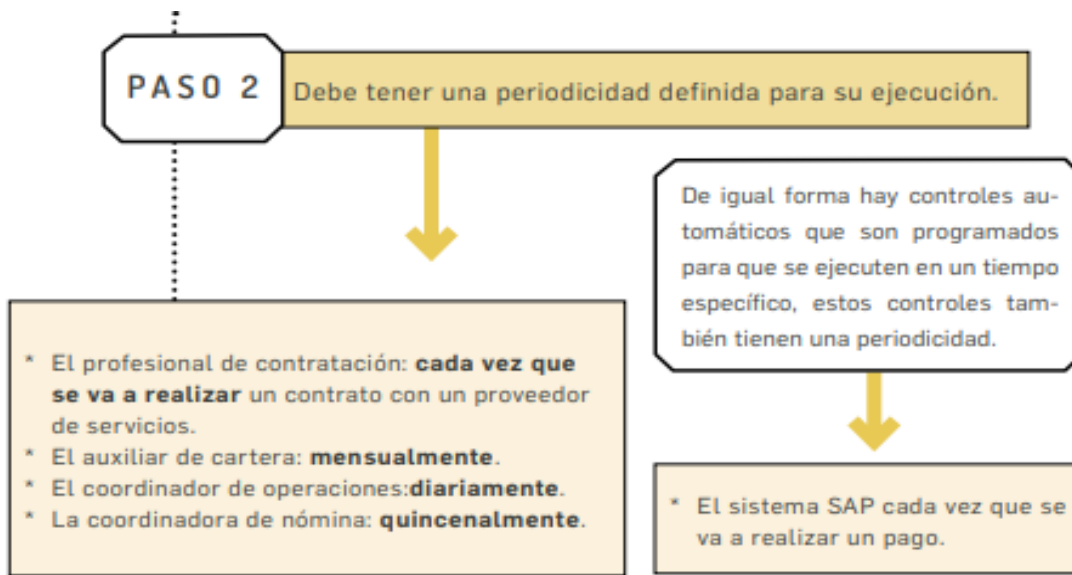 PASO 2
Debe tener una periodicidad definida para su ejecución.
De igual forma hay controles au-
tomáticos que son programados
para que se ejecuten en un tiempo
específico, estos controles tam-
bién tienen una periodicidad.
* El profesional de contratación: cada vez que
se va a realizar un contrato con un proveedor
de servicios.
* El auxiliar de cartera: mensualmente.
* El coordinador de operaciones:diariamente.
* La coordinadora de nómina: quincenalmente.
* El sistema SAP cada vez que se
va a realizar un pago.